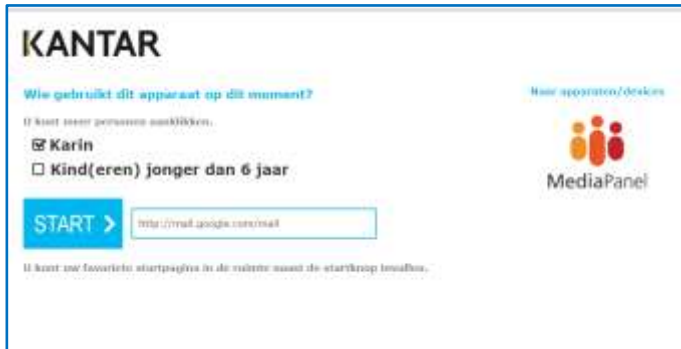 KANTAR
Wie gebruikt dit apparaat op dit moment?
Naar apparaten/devices
U kunt meer personen aanklikken.
Karin
Kind(eren) jonger dan 6 jaar
MediaPanel
START
http://mail.google.com/mail
U kunt uw favoriete startpagina in de ruimte naast de startknop invullen.